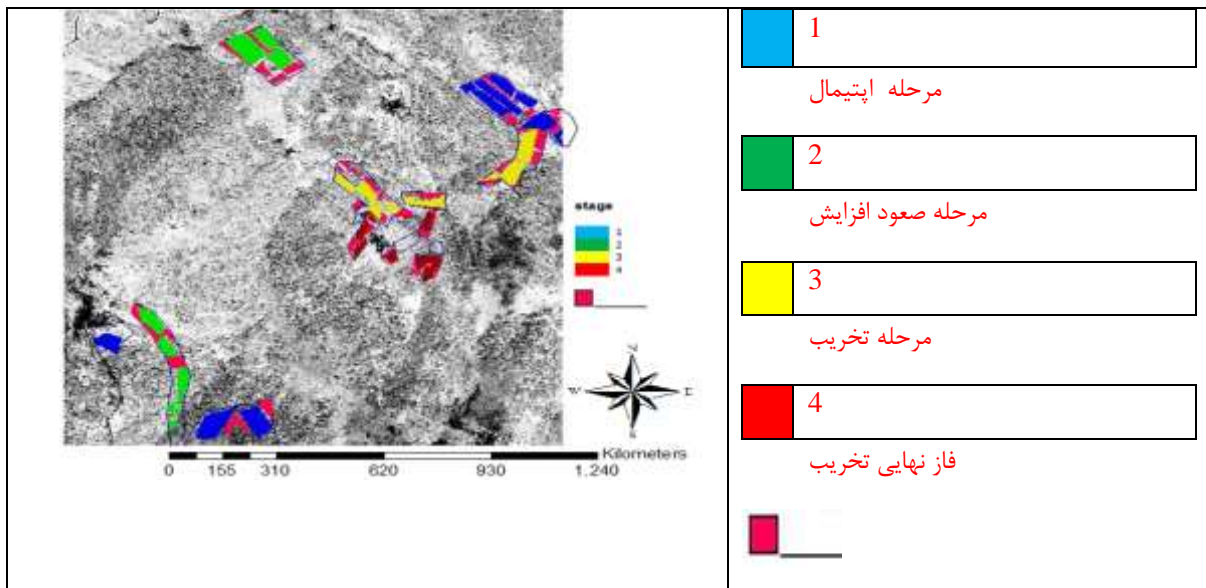 stage
1
2
3
4
N
W
E
S
Kilometers
0 155 310 620 930 1,240
1
مرحله اپتیمال
2
مرحله صعود افزایش
3
مرحله تخریب
4
فاز نهایی تخریب